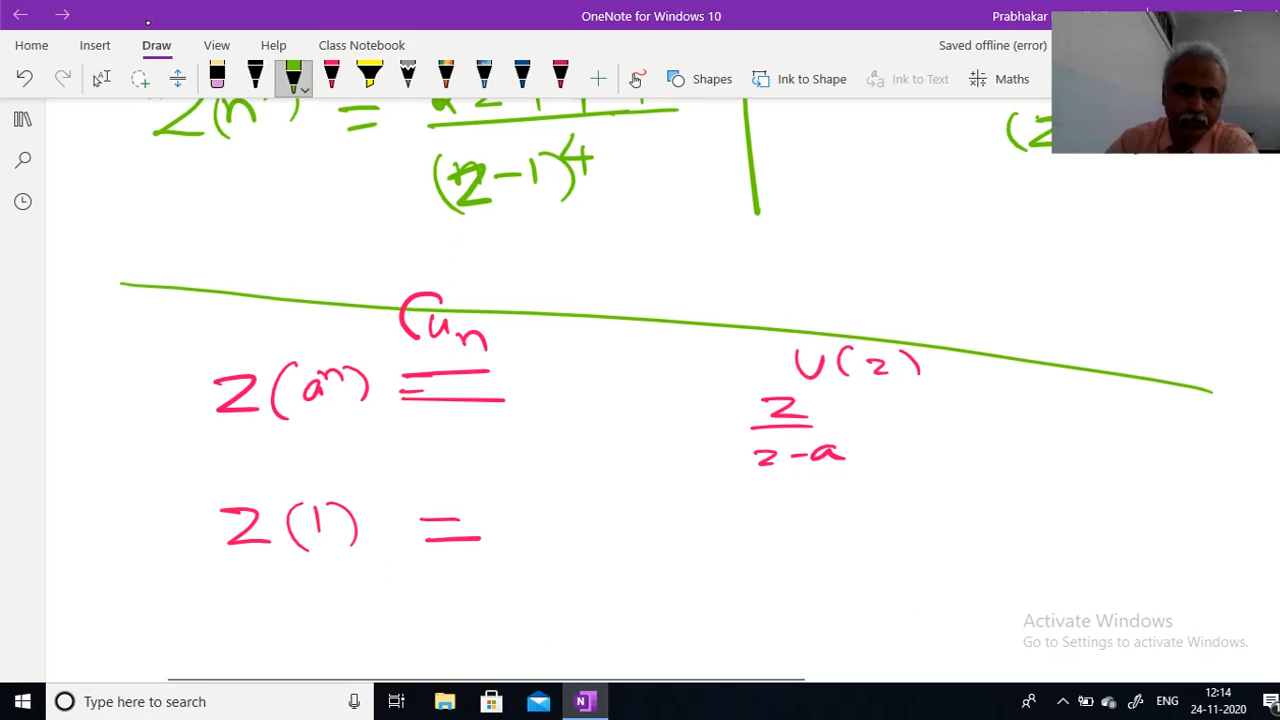 OneNote for Windows 10
Prabhakar
Home Insert Draw View Help Class Notebook
Saved offline (error)
Shapes Ink to Shape Ink to Text Maths
=
(z-1)^4
(z
u_n
U(z)
Z(a^n) =
z
z-a
Z(1) =
Activate Windows
Go to Settings to activate Windows.
Type here to search
ENG
12:14
24-11-2020